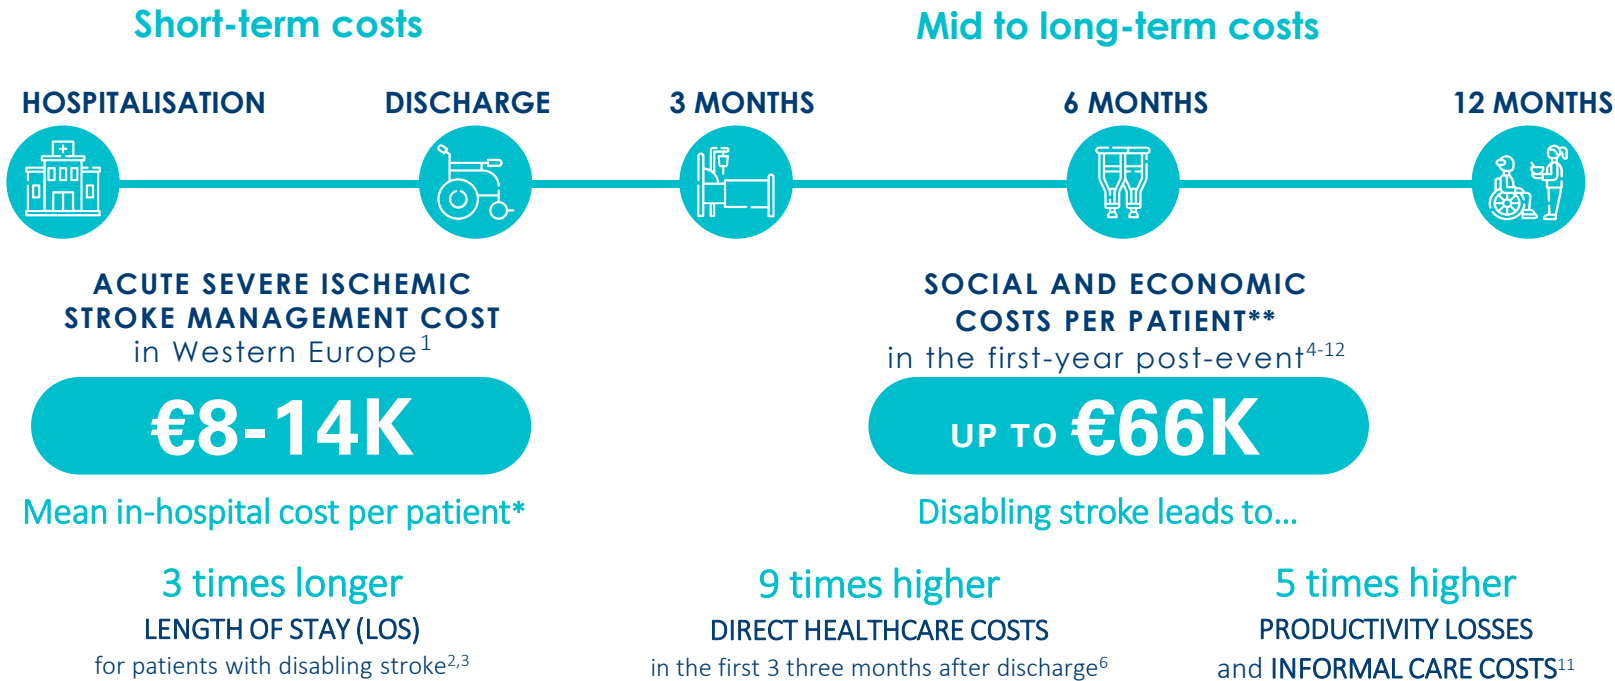 Short-term costs
Mid to long-term costs
HOSPITALISATION
DISCHARGE
3 MONTHS
6 MONTHS
12 MONTHS
ACUTE SEVERE ISCHEMIC
STROKE MANAGEMENT COST
in Western Europe1
€8-14K
Mean in-hospital cost per patient*
3 times longer
LENGTH OF STAY (LOS)
for patients with disabling stroke2,3
SOCIAL AND ECONOMIC
COSTS PER PATIENT**
in the first-year post-event4-12
UP TO €66K
Disabling stroke leads to...
9 times higher
DIRECT HEALTHCARE COSTS
in the first 3 three months after discharge6
5 times higher
PRODUCTIVITY LOSSES
and INFORMAL CARE COSTS11